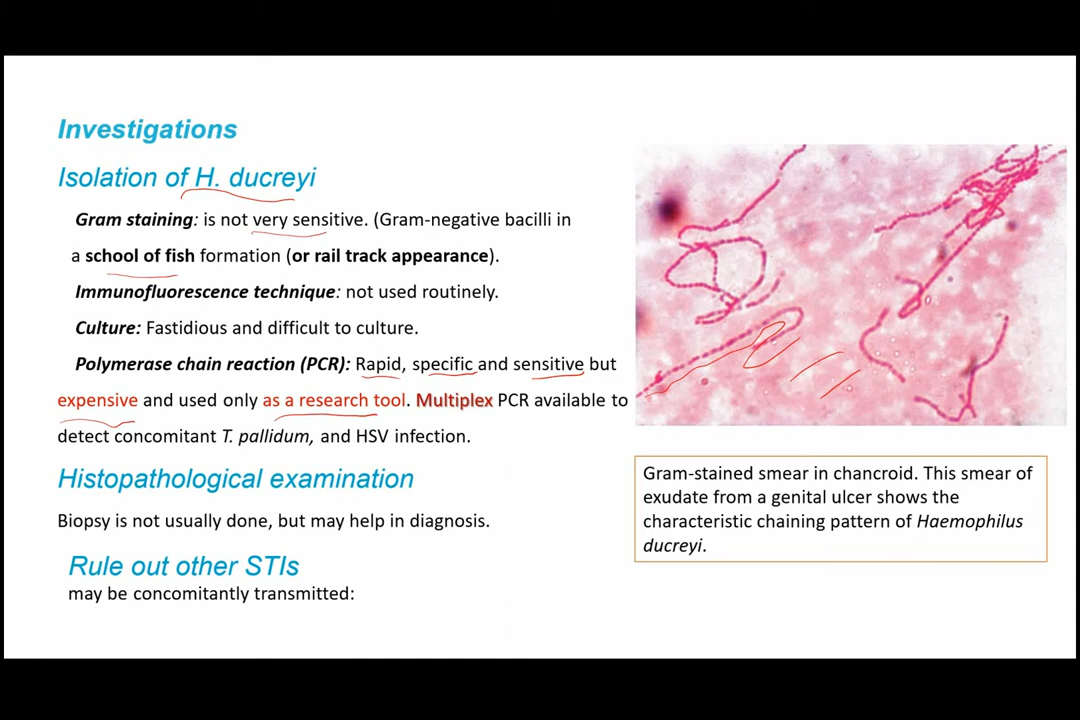 Investigations
Isolation of H. ducreyi
Gram staining: is not very sensitive. (Gram-negative bacilli in
a school of fish formation (or rail track appearance).
Immunofluorescence technique: not used routinely.
Culture: Fastidious and difficult to culture.
Polymerase chain reaction (PCR): Rapid, specific and sensitive but
expensive and used only as a research tool. Multiplex PCR available to
detect concomitant T. pallidum, and HSV infection.
Histopathological examination
Biopsy is not usually done, but may help in diagnosis.
Rule out other STIs
may be concomitantly transmitted:
Gram-stained smear in chancroid. This smear of
exudate from a genital ulcer shows the
characteristic chaining pattern of Haemophilus
ducreyi.